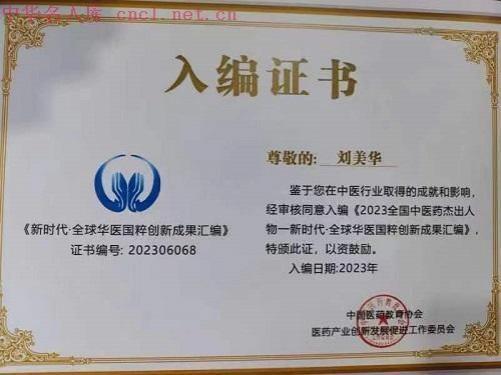 中华名人库
cncl.net.cn
入编证书
尊敬的: 刘美华
鉴于您在中医行业取得的成就和影响,
经审核同意入编《2023全国中医药杰出人
物一新时代·全球华医国粹创新成果汇编》,
特颁此证，以资鼓励。
入编日期:2023年
《新时代·全球华医国粹创新成果汇编》
证书编号: 202306068
中国医药教育协会
医药产业创新发展促进工作委员会